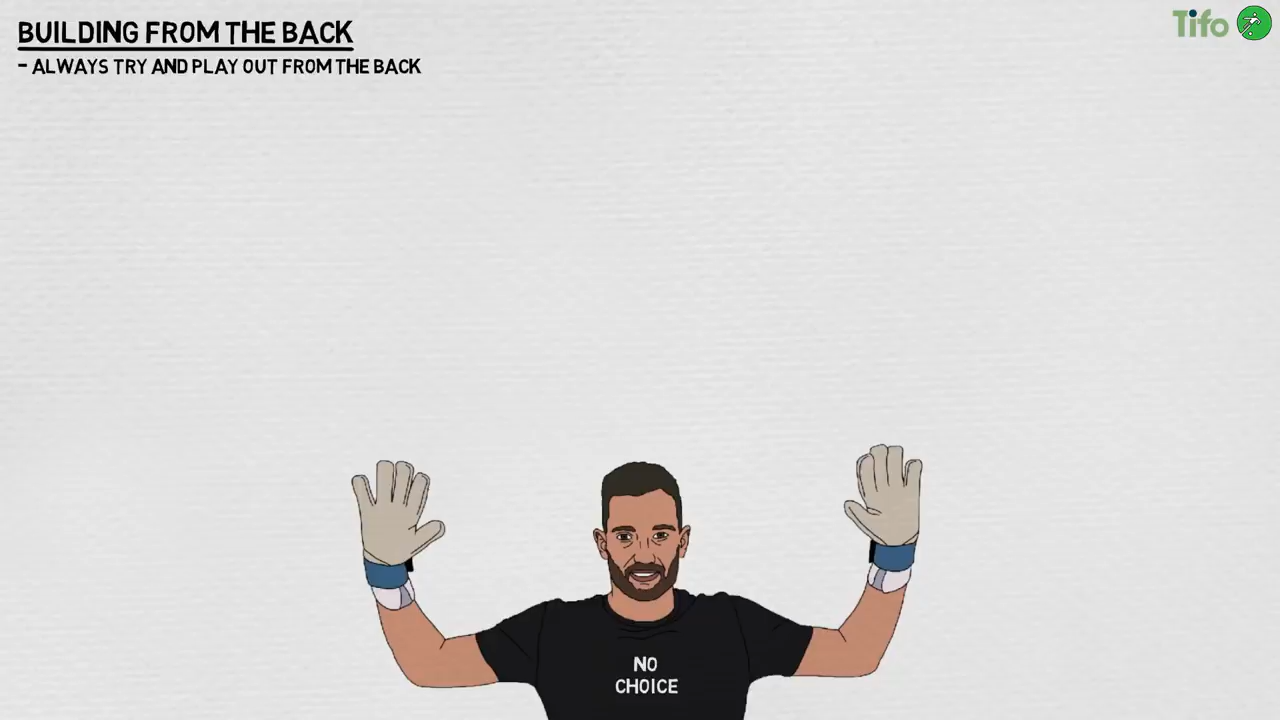 BUILDING FROM THE BACK
- ALWAYS TRY AND PLAY OUT FROM THE BACK
Tifo
NO
CHOICE